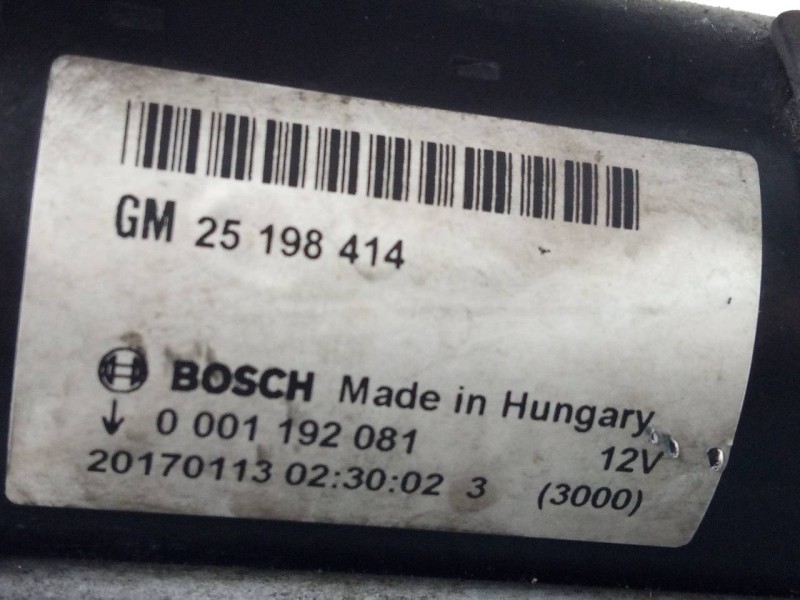 GM 25 198 414
BOSCH Made in Hungary
↓ 0 001 192 081 12V
20170113 02:30:02 3 (3000)